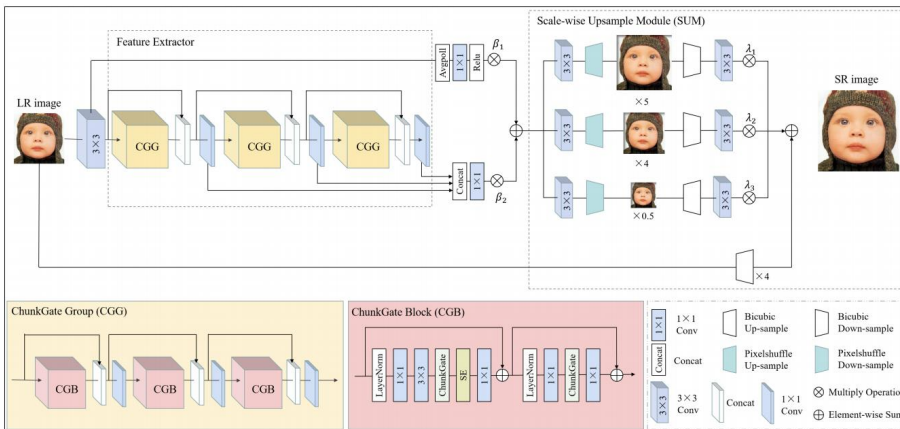 Scale-wise Upsample Module (SUM)
Feature Extractor
Avgpoll
1×1
Relu
β1
LR image
3×3
CGG
CGG
CGG
Concat
1×1
β2
3×3
×5
3×3
λ1
3×3
×4
3×3
λ2
3×3
×0.5
3×3
λ3
SR image
×4
ChunkGate Group (CGG)
CGB
CGB
CGB
ChunkGate Block (CGB)
LayerNorm
1×1
3×3
ChunkGate
SE
1×1
LayerNorm
1×1
ChunkGate
1×1
1×1
1×1
Conv
Bicubic
Up-sample
Bicubic
Down-sample
Concat
Concat
Pixelshuffle
Up-sample
Pixelshuffle
Down-sample
3×3
3×3
Conv
Concat
1×1
Conv
Multiply Operatio
Element-wise Sum